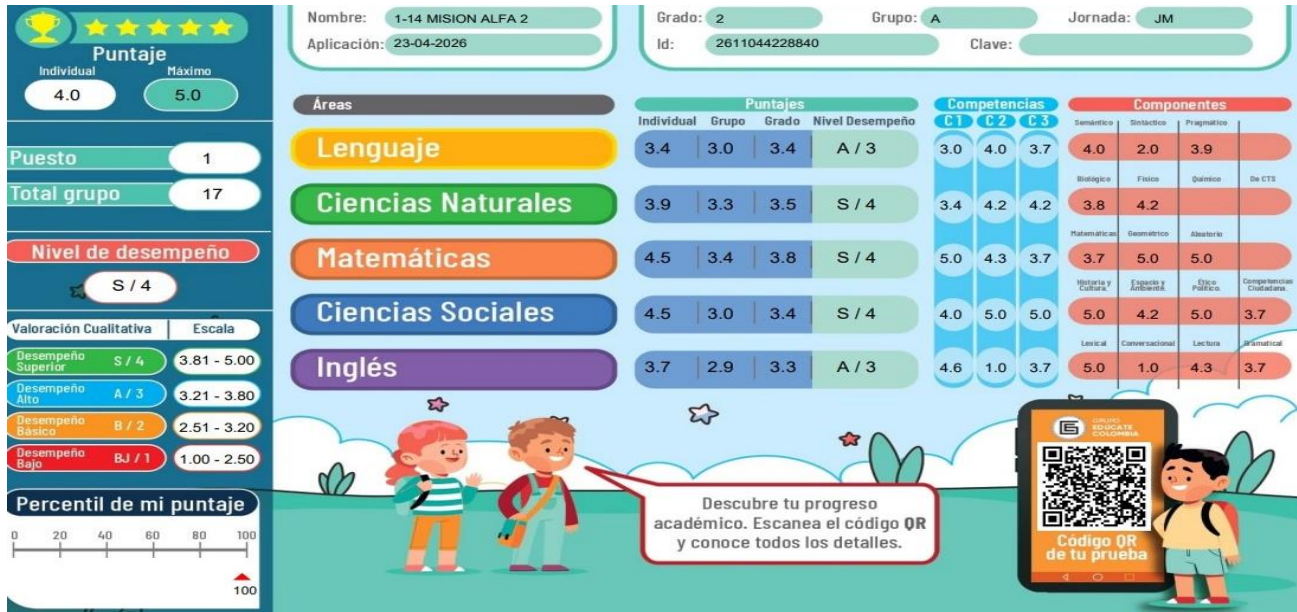 Puntaje
Individual Máximo
4.0 5.0
Puesto 1
Total grupo 17
Nivel de desempeño
S / 4
Valoración Cualitativa Escala
Desempeño Superior S / 4 3.81 - 5.00
Desempeño Alto A / 3 3.21 - 3.80
Desempeño Básico B / 2 2.51 - 3.20
Desempeño Bajo BJ / 1 1.00 - 2.50
Percentil de mi puntaje
0 20 40 60 80 100
100
Nombre: 1-14 MISION ALFA 2
Aplicación: 23-04-2026
Grado: 2 Grupo: A Jornada: JM
Id: 2611044228840 Clave:
Áreas Puntajes Competencias Componentes
Individual Grupo Grado Nivel Desempeño C 1 C 2 C 3 Semántico Sintáctico Pragmático
Lenguaje 3.4 3.0 3.4 A / 3 3.0 4.0 3.7 4.0 2.0 3.9
Biológico Físico Químico De CTS
Ciencias Naturales 3.9 3.3 3.5 S / 4 3.4 4.2 4.2 3.8 4.2
Matemáticas Geométrico Aleatorio
Matemáticas 4.5 3.4 3.8 S / 4 5.0 4.3 3.7 3.7 5.0 5.0
Historia y Cultura. Espacio y Ambiente. Ético Político. Competencias Ciudadana.
Ciencias Sociales 4.5 3.0 3.4 S / 4 4.0 5.0 5.0 5.0 4.2 5.0 3.7
Lexical Conversacional Lectura Gramatical
Inglés 3.7 2.9 3.3 A / 3 4.6 1.0 3.7 5.0 1.0 4.3 3.7
Descubre tu progreso
académico. Escanea el código QR
y conoce todos los detalles.
GRUPO
EDÚCATE
COLOMBIA
Código QR
de tu prueba